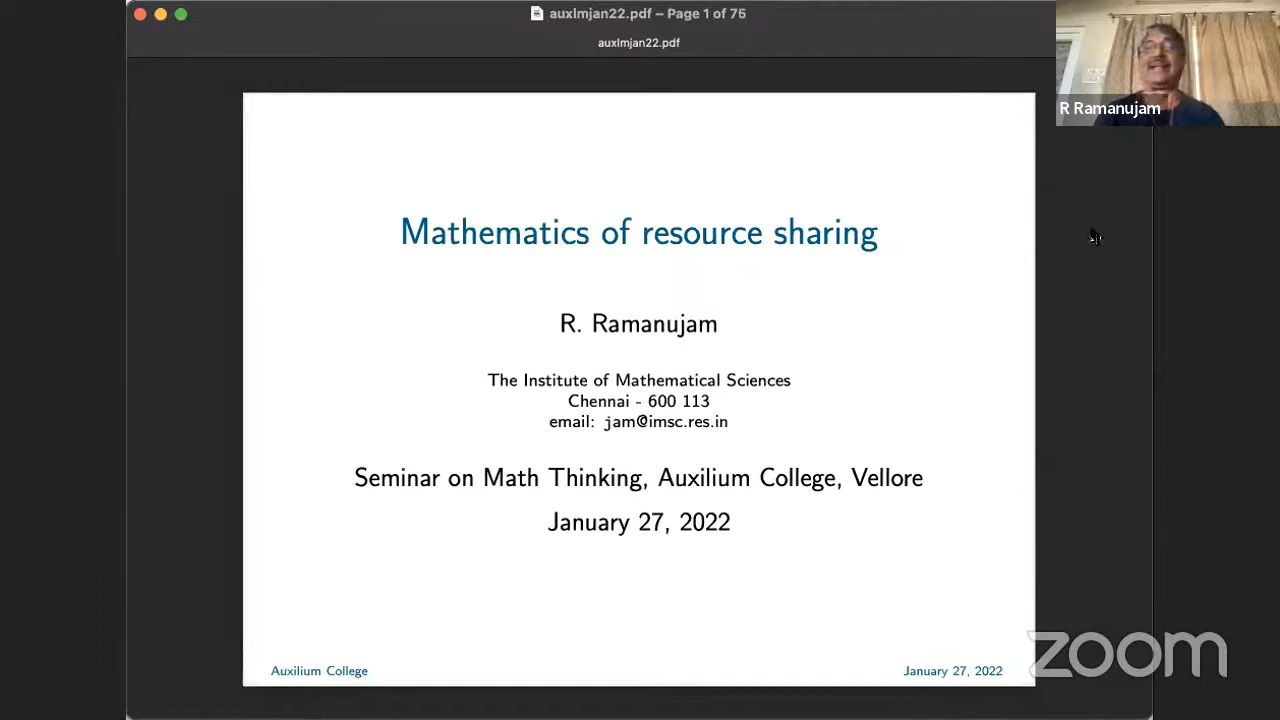 auxlmjan22.pdf – Page 1 of 75
auxlmjan22.pdf
R Ramanujam
Mathematics of resource sharing
R. Ramanujam
The Institute of Mathematical Sciences
Chennai - 600 113
email: jam@imsc.res.in
Seminar on Math Thinking, Auxilium College, Vellore
January 27, 2022
Auxilium College
January 27, 2022
zoom